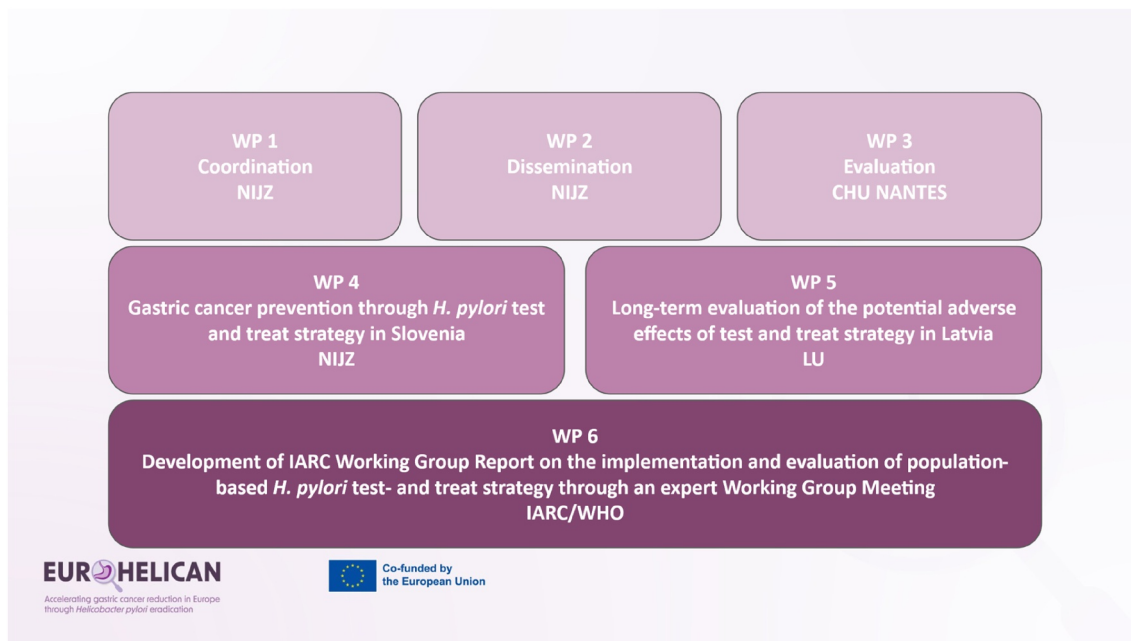 WP 1
Coordination
NIJZ
WP 2
Dissemination
NIJZ
WP 3
Evaluation
CHU NANTES
WP 4
Gastric cancer prevention through H. pylori test
and treat strategy in Slovenia
NIJZ
WP 5
Long-term evaluation of the potential adverse
effects of test and treat strategy in Latvia
LU
WP 6
Development of IARC Working Group Report on the implementation and evaluation of population-
based H. pylori test- and treat strategy through an expert Working Group Meeting
IARC/WHO
EUROHELICAN
Accelerating gastric cancer reduction in Europe
through Helicobacter pylori eradication
Co-funded by
the European Union